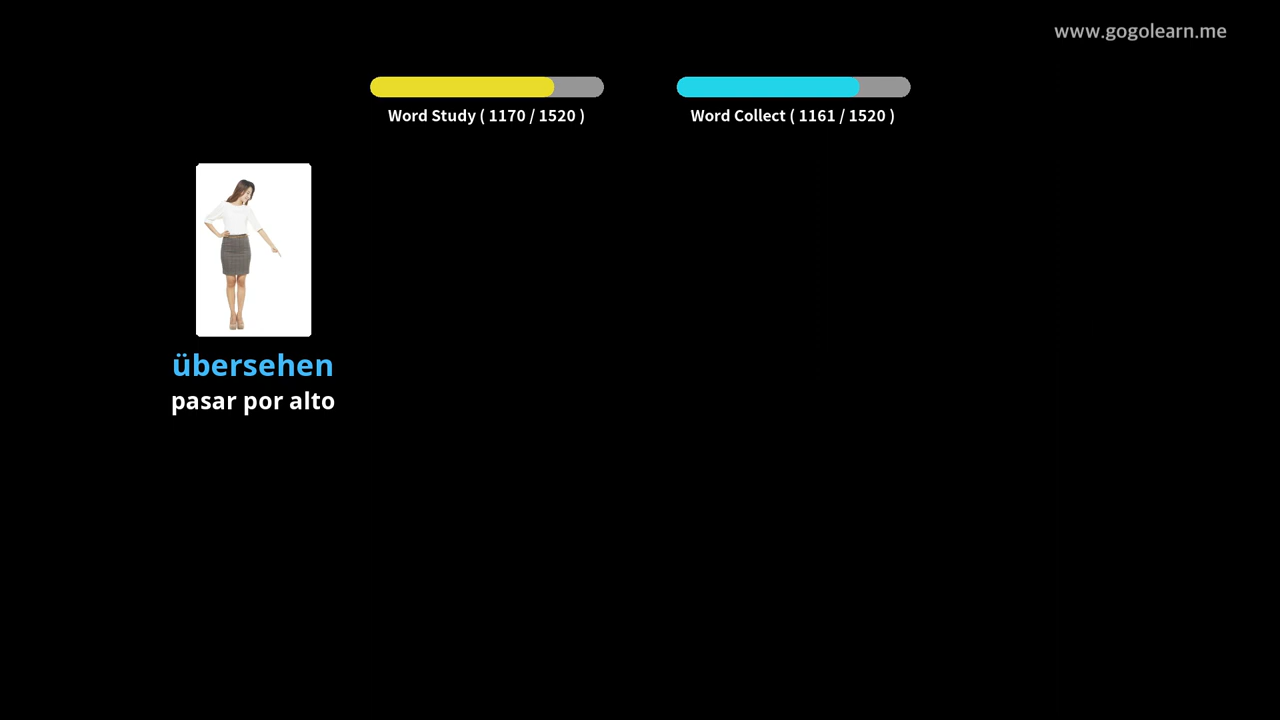 www.gogolearn.me
Word Study ( 1170 / 1520 )
Word Collect ( 1161 / 1520 )
übersehen
pasar por alto